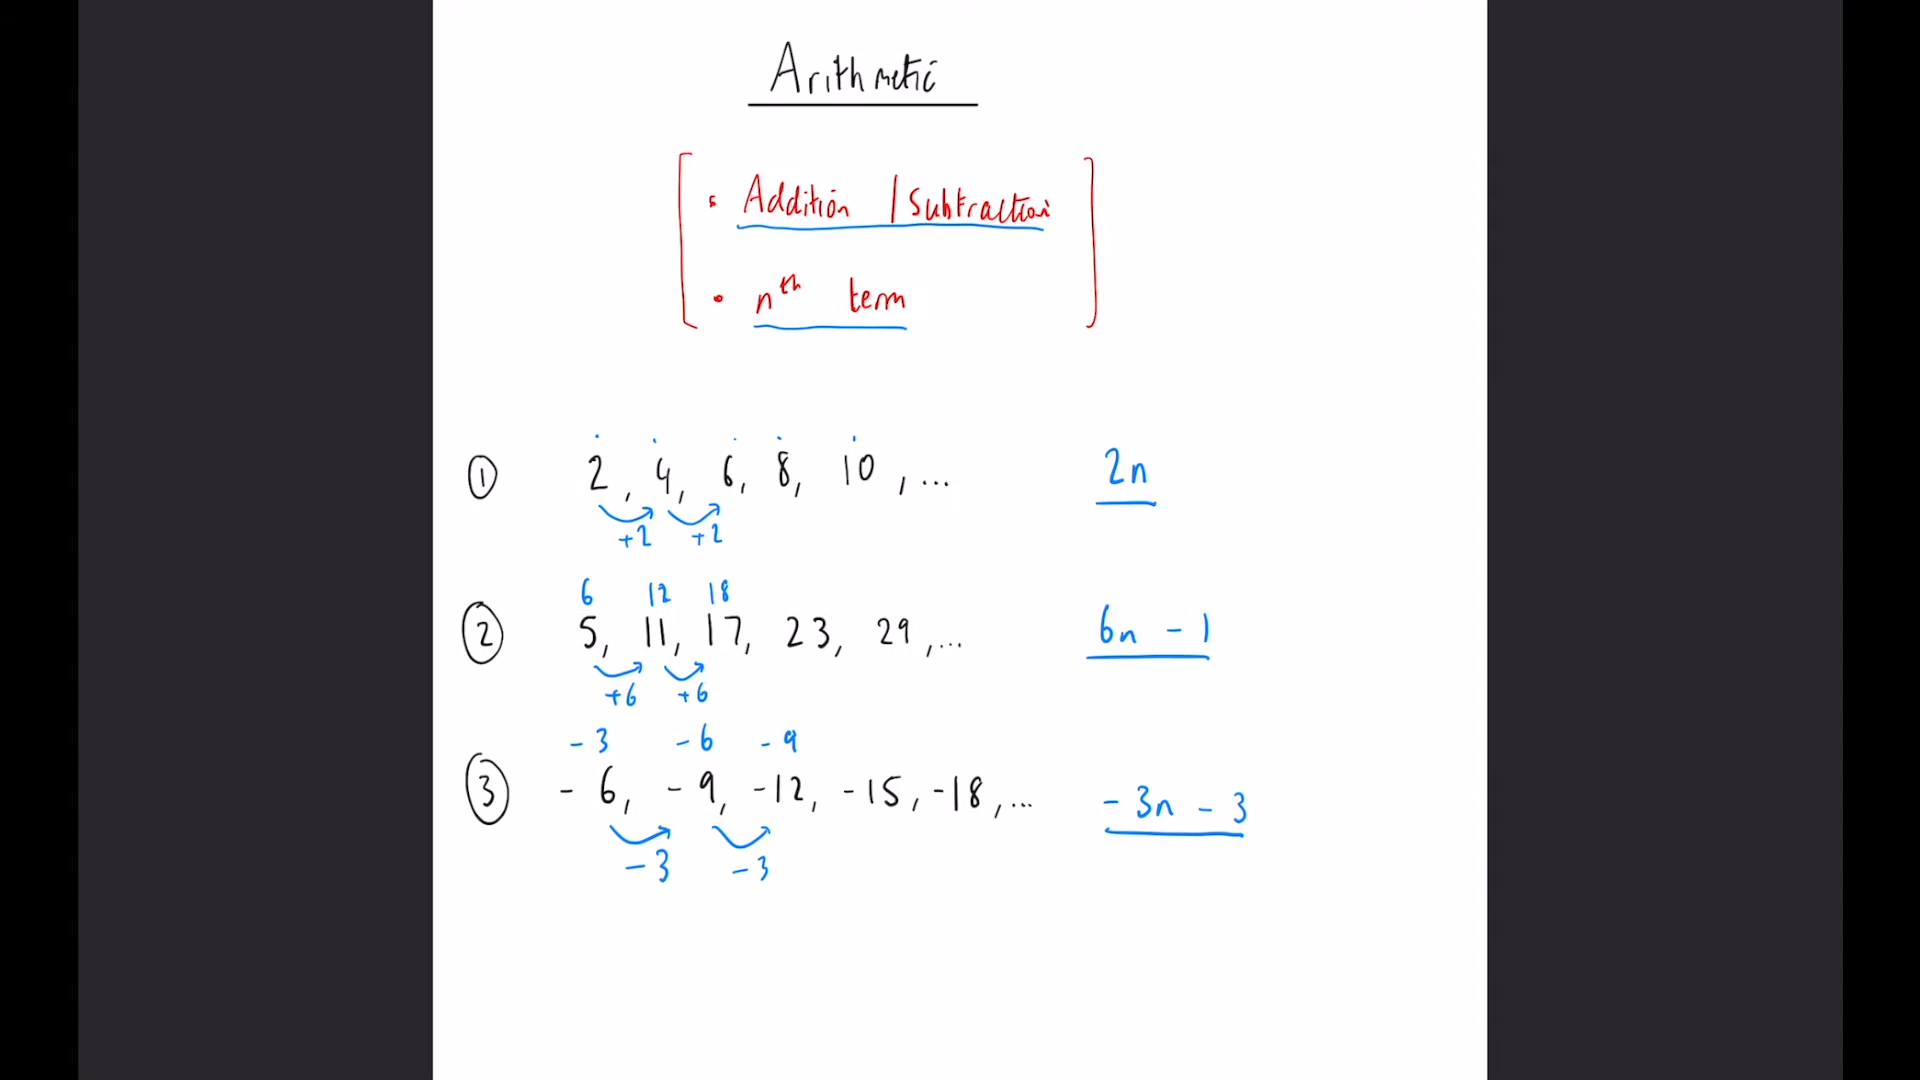 Arithmetic
• Addition / Subtraction
• nth term
① 2, 4, 6, 8, 10, ... 2n
+2 +2
6 12 18
② 5, 11, 17, 23, 29, ... 6n - 1
+6 +6
-3 -6 -9
③ -6, -9, -12, -15, -18, ... -3n - 3
-3 -3